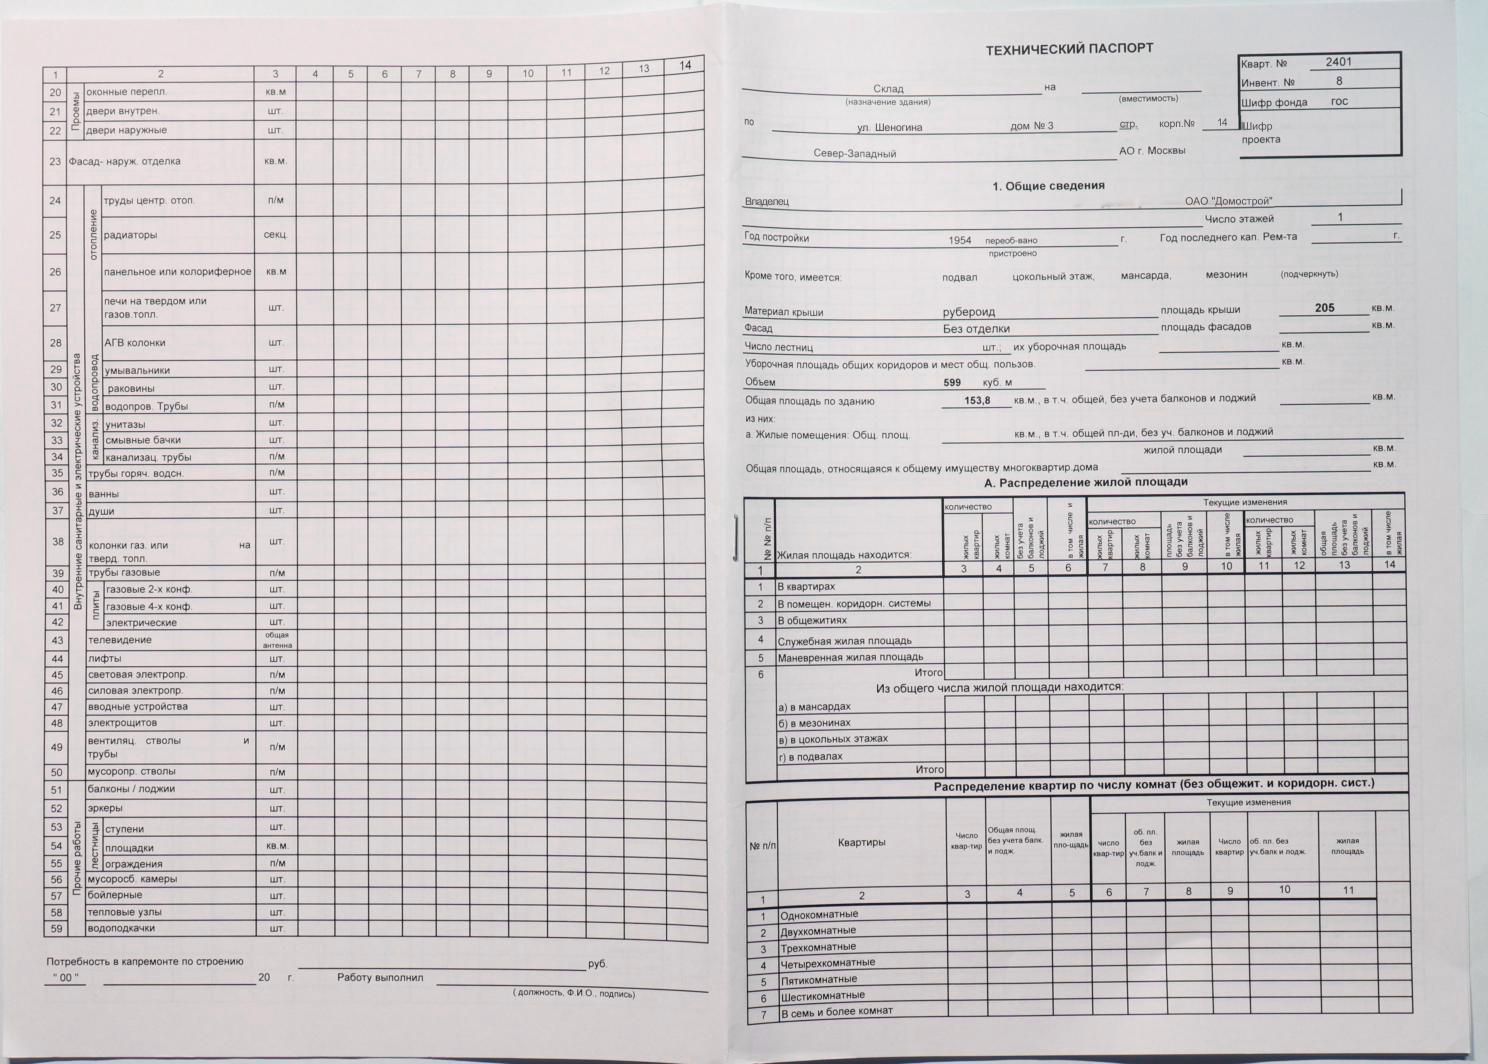 1 2 3 4 5 6 7 8 9 10 11 12 13 14
Проемы
20 оконные перепл. кв.м
21 двери внутрен. шт.
22 двери наружные шт.
23 Фасад- наруж. отделка кв.м.
Внутренние санитарные и электрические устройства
отопление
24 труды центр. отоп. п/м
25 радиаторы секц.
26 панельное или колориферное кв.м
27 печи на твердом или газов.топл. шт.
28 АГВ колонки шт.
водопровод
29 умывальники шт.
30 раковины шт.
31 водопров. Трубы п/м
канализ.
32 унитазы шт.
33 смывные бачки шт.
34 канализац. трубы п/м
35 трубы горяч. водсн. п/м
36 ванны шт.
37 души шт.
38 колонки газ. или на тверд. топл. шт.
39 трубы газовые п/м
плиты
40 газовые 2-х конф. шт.
41 газовые 4-х конф. шт.
42 электрические шт.
43 телевидение общая антенна
44 лифты шт.
45 световая электропр. п/м
46 силовая электропр. п/м
47 вводные устройства шт.
48 электрощитов шт.
49 вентиляц. стволы и трубы п/м
50 мусоропр. стволы п/м
Прочие работы
51 балконы / лоджии шт.
52 эркеры шт.
лестницы
53 ступени шт.
54 площадки кв.м.
55 ограждения п/м
56 мусоросб. камеры шт.
57 бойлерные шт.
58 тепловые узлы шт.
59 водоподкачки шт.
Потребность в капремонте по строению руб.
" 00 " 20 г. Работу выполнил
( должность, Ф.И.О., подпись)
ТЕХНИЧЕСКИЙ ПАСПОРТ
Кварт. № 2401
Инвент. № 8
Шифр фонда гос
Шифр проекта
Склад на
(назначение здания) (вместимость)
по ул. Шеногина дом № 3 стр. корп.№ 14
Север-Западный АО г. Москвы
1. Общие сведения
Владелец ОАО "Домострой"
Число этажей 1
Год постройки 1954 переоб-вано г. Год последнего кап. Рем-та г.
пристроено
Кроме того, имеется: подвал цокольный этаж, мансарда, мезонин (подчеркнуть)
Материал крыши рубероид площадь крыши 205 кв.м.
Фасад Без отделки площадь фасадов кв.м.
Число лестниц шт.; их уборочная площадь кв.м.
Уборочная площадь общих коридоров и мест общ. пользов. кв.м.
Объем 599 куб. м
Общая площадь по зданию 153,8 кв.м., в т.ч. общей, без учета балконов и лоджий кв.м.
из них:
а. Жилые помещения: Общ. площ. кв.м., в т.ч. общей пл-ди, без уч. балконов и лоджий
жилой площади кв.м.
Общая площадь, относящаяся к общему имуществу многоквартир.дома кв.м.
А. Распределение жилой площади
№ № п/п
Жилая площадь находится:
количество
жилых квартир
жилых комнат
без учета балконов и лоджий
в том числе и
Текущие изменения
количество
жилых квартир
жилых комнат
площадь без учета балконов и лоджий
в том числе жилая
количество
жилых квартир
жилых комнат
общая площадь без учета балконов и лоджий
в том числе жилая
1 2 3 4 5 6 7 8 9 10 11 12 13 14
1 В квартирах
2 В помещен. коридорн. системы
3 В общежитиях
4 Служебная жилая площадь
5 Маневренная жилая площадь
6 Итого
Из общего числа жилой площади находится:
а) в мансардах
б) в мезонинах
в) в цокольных этажах
г) в подвалах
Итого
Распределение квартир по числу комнат (без общежит. и коридорн. сист.)
Текущие изменения
№ п/п
Квартиры
Число квар-тир
Общая площ. без учета балк. и лодж.
жилая пло-щадь
число квар-тир
об. пл. без уч.балк и лодж.
жилая площадь
Число квартир
об. пл. без уч.балк и лодж.
жилая площадь
1 2 3 4 5 6 7 8 9 10 11
1 Однокомнатные
2 Двухкомнатные
3 Трехкомнатные
4 Четырехкомнатные
5 Пятикомнатные
6 Шестикомнатные
7 В семь и более комнат